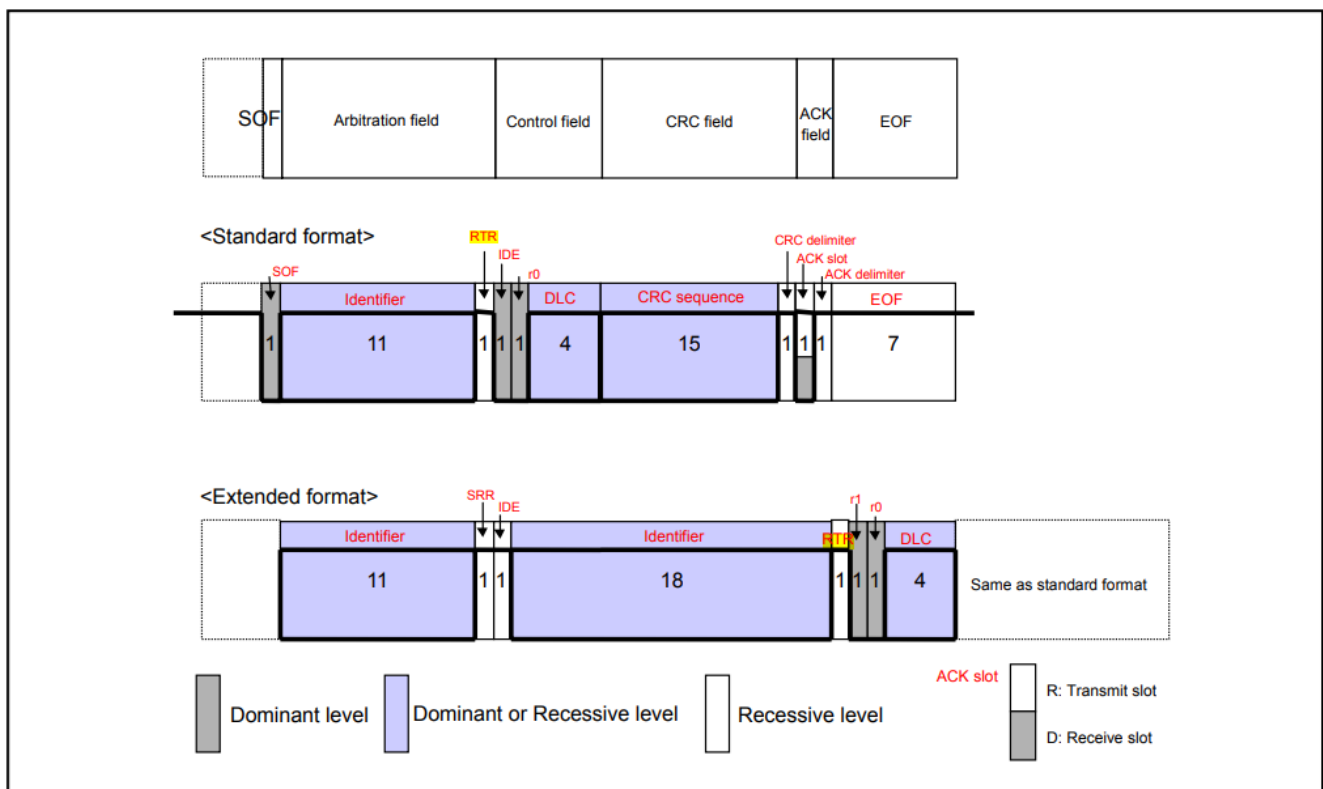 SOF
Arbitration field
Control field
CRC field
ACK
field
EOF
<Standard format>
RTR
IDE
CRC delimiter
ACK slot
SOF
r0
ACK delimiter
Identifier
DLC
CRC sequence
EOF
1
11
1
1
1
4
15
1
1
1
7
<Extended format>
SRR
IDE
r1
r0
Identifier
Identifier
RTR
DLC
11
1
1
18
1
1
1
4
Same as standard format
Dominant level
Dominant or Recessive level
Recessive level
ACK slot
R: Transmit slot
D: Receive slot